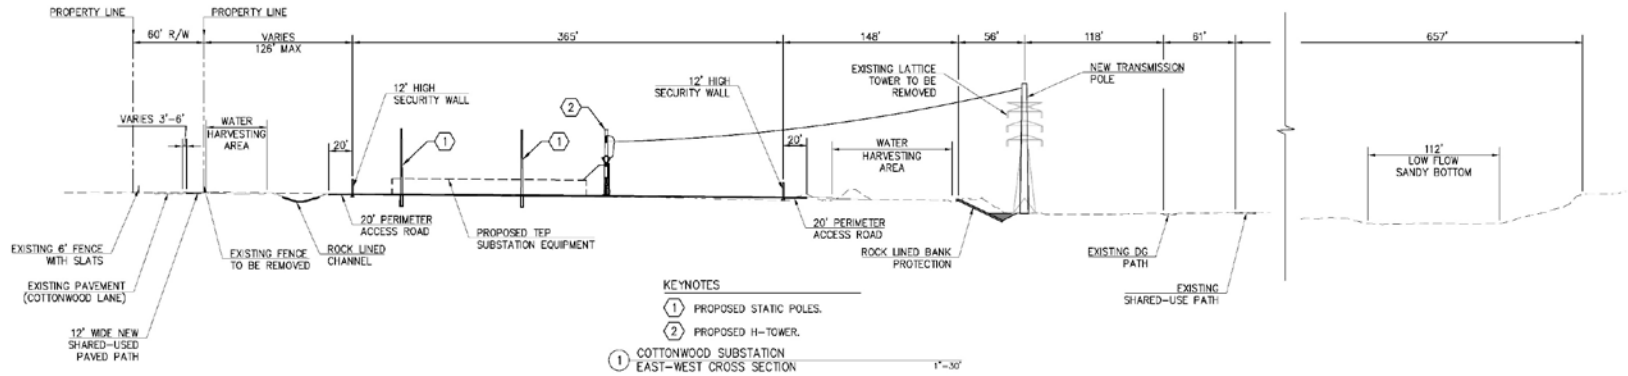 PROPERTY LINE
PROPERTY LINE
60' R/W
VARIES
126' MAX
365'
148'
56'
118'
61'
657'
12' HIGH
SECURITY WALL
12' HIGH
SECURITY WALL
EXISTING LATTICE
TOWER TO BE
REMOVED
NEW TRANSMISSION
POLE
VARIES 3'-6'
WATER
HARVESTING
AREA
20'
1
1
2
20'
WATER
HARVESTING
AREA
112'
LOW FLOW
SANDY BOTTOM
EXISTING 6' FENCE
WITH SLATS
EXISTING PAVEMENT
(COTTONWOOD LANE)
12' WIDE NEW
SHARED-USED
PAVED PATH
EXISTING FENCE
TO BE REMOVED
ROCK LINED
CHANNEL
20' PERIMETER
ACCESS ROAD
PROPOSED TEP
SUBSTATION EQUIPMENT
20' PERIMETER
ACCESS ROAD
ROCK LINED BANK
PROTECTION
EXISTING DG
PATH
EXISTING
SHARED-USE PATH
KEYNOTES
1 PROPOSED STATIC POLES.
2 PROPOSED H-TOWER.
1 COTTONWOOD SUBSTATION
EAST-WEST CROSS SECTION 1"=30'